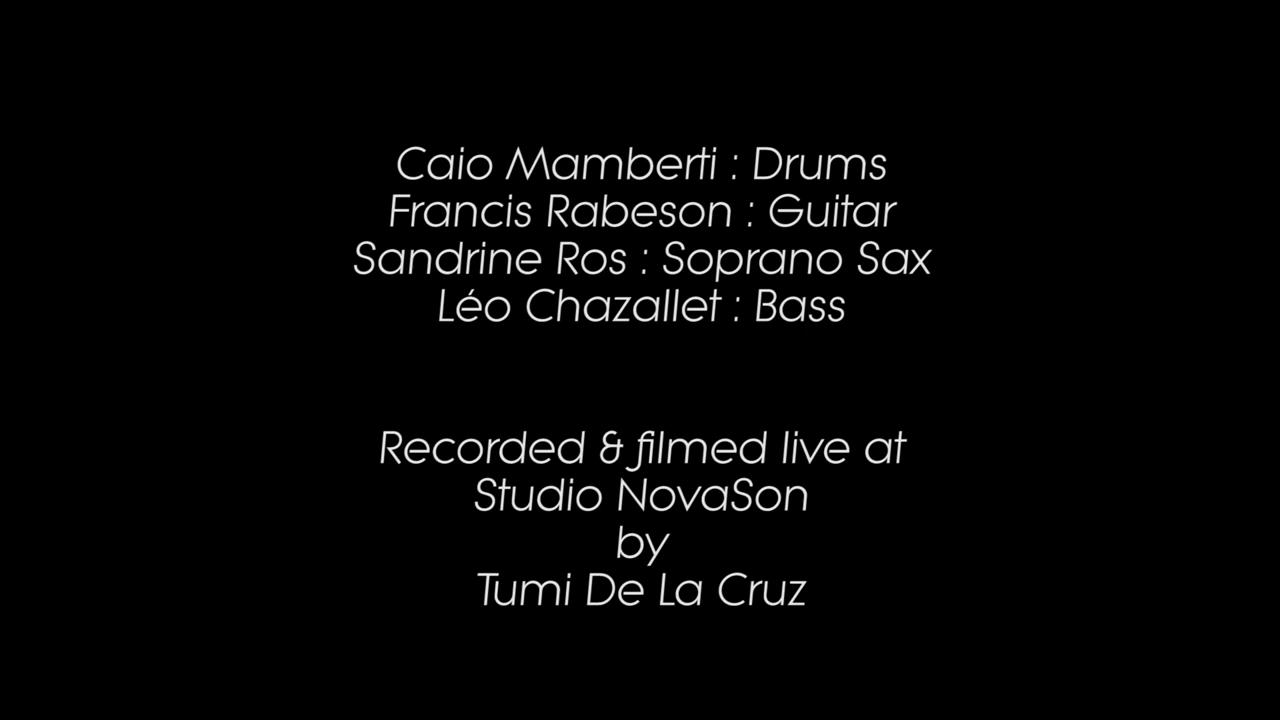 Caio Mamberti : Drums
Francis Rabeson : Guitar
Sandrine Ros : Soprano Sax
Léo Chazallet : Bass
Recorded & filmed live at
Studio NovaSon
by
Tumi De La Cruz